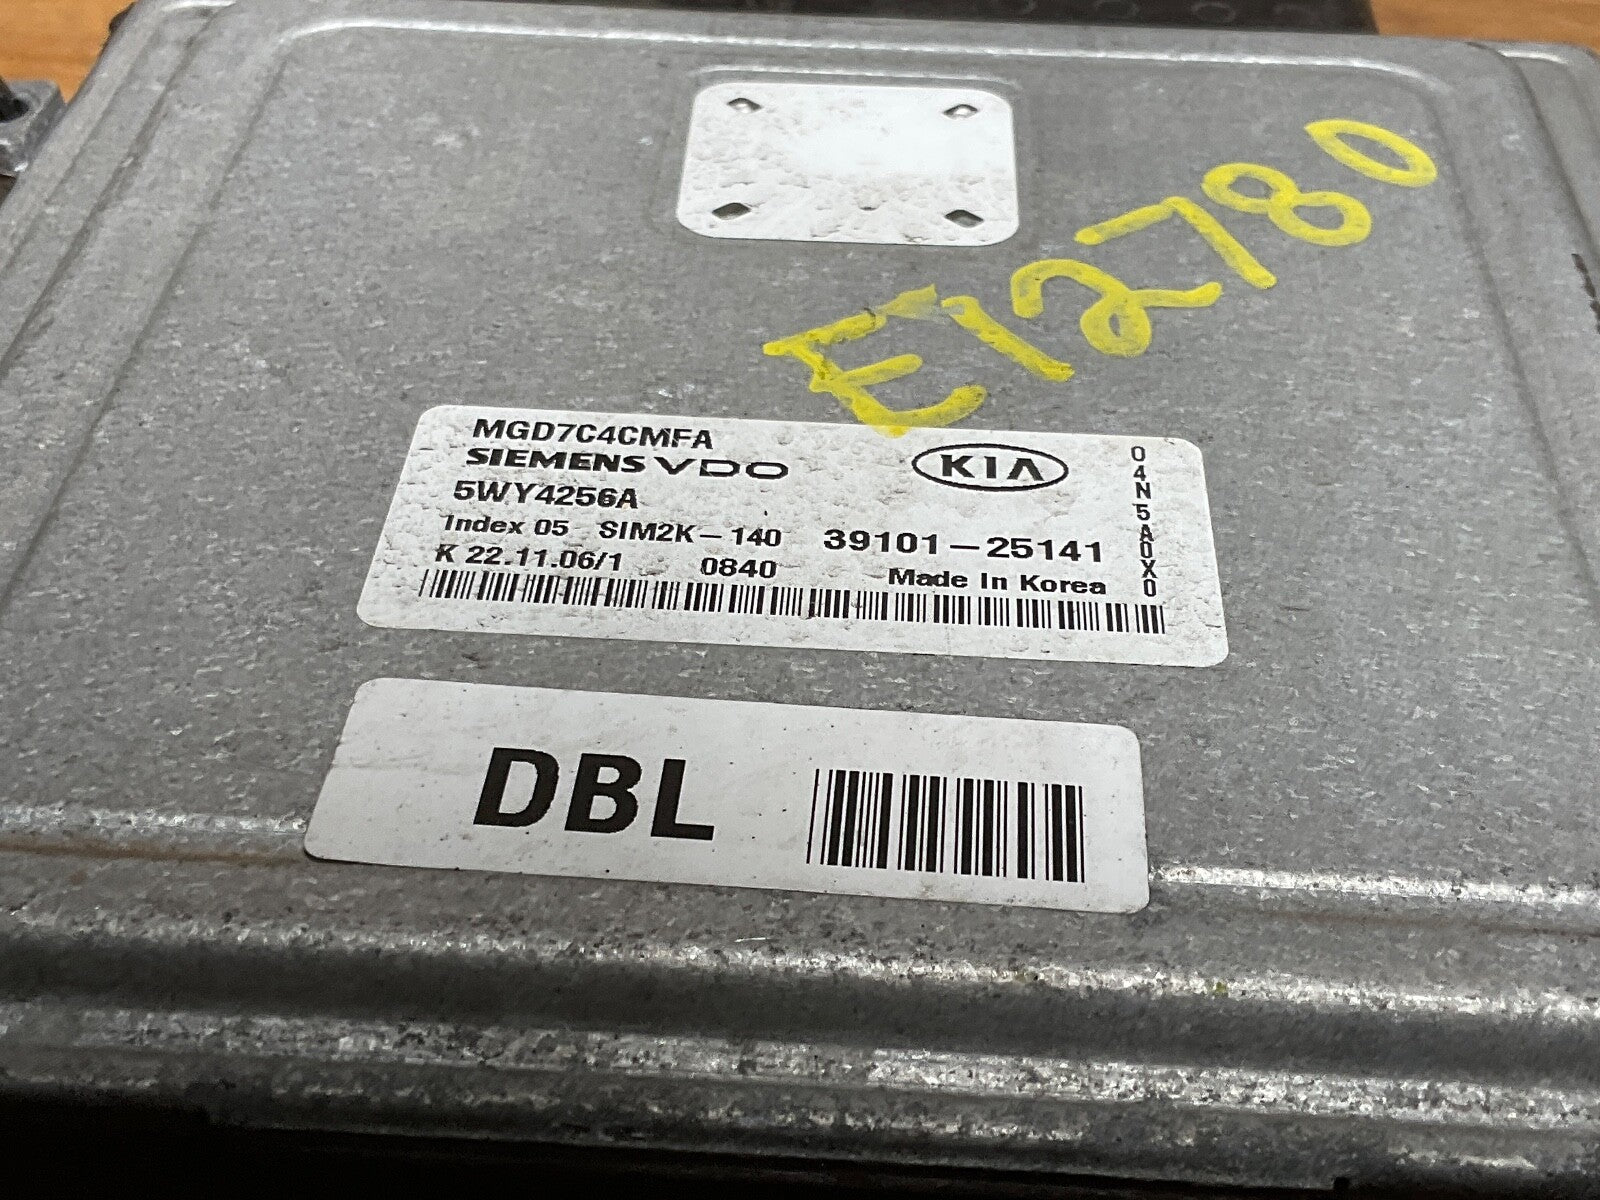 E12780
MGD7C4CMFA
SIEMENS VDO
KIA
5WY4256A
Index 05 SIM2K-140 39101-25141
K 22.11.06/1 0840 Made In Korea
04N5A0X0
DBL